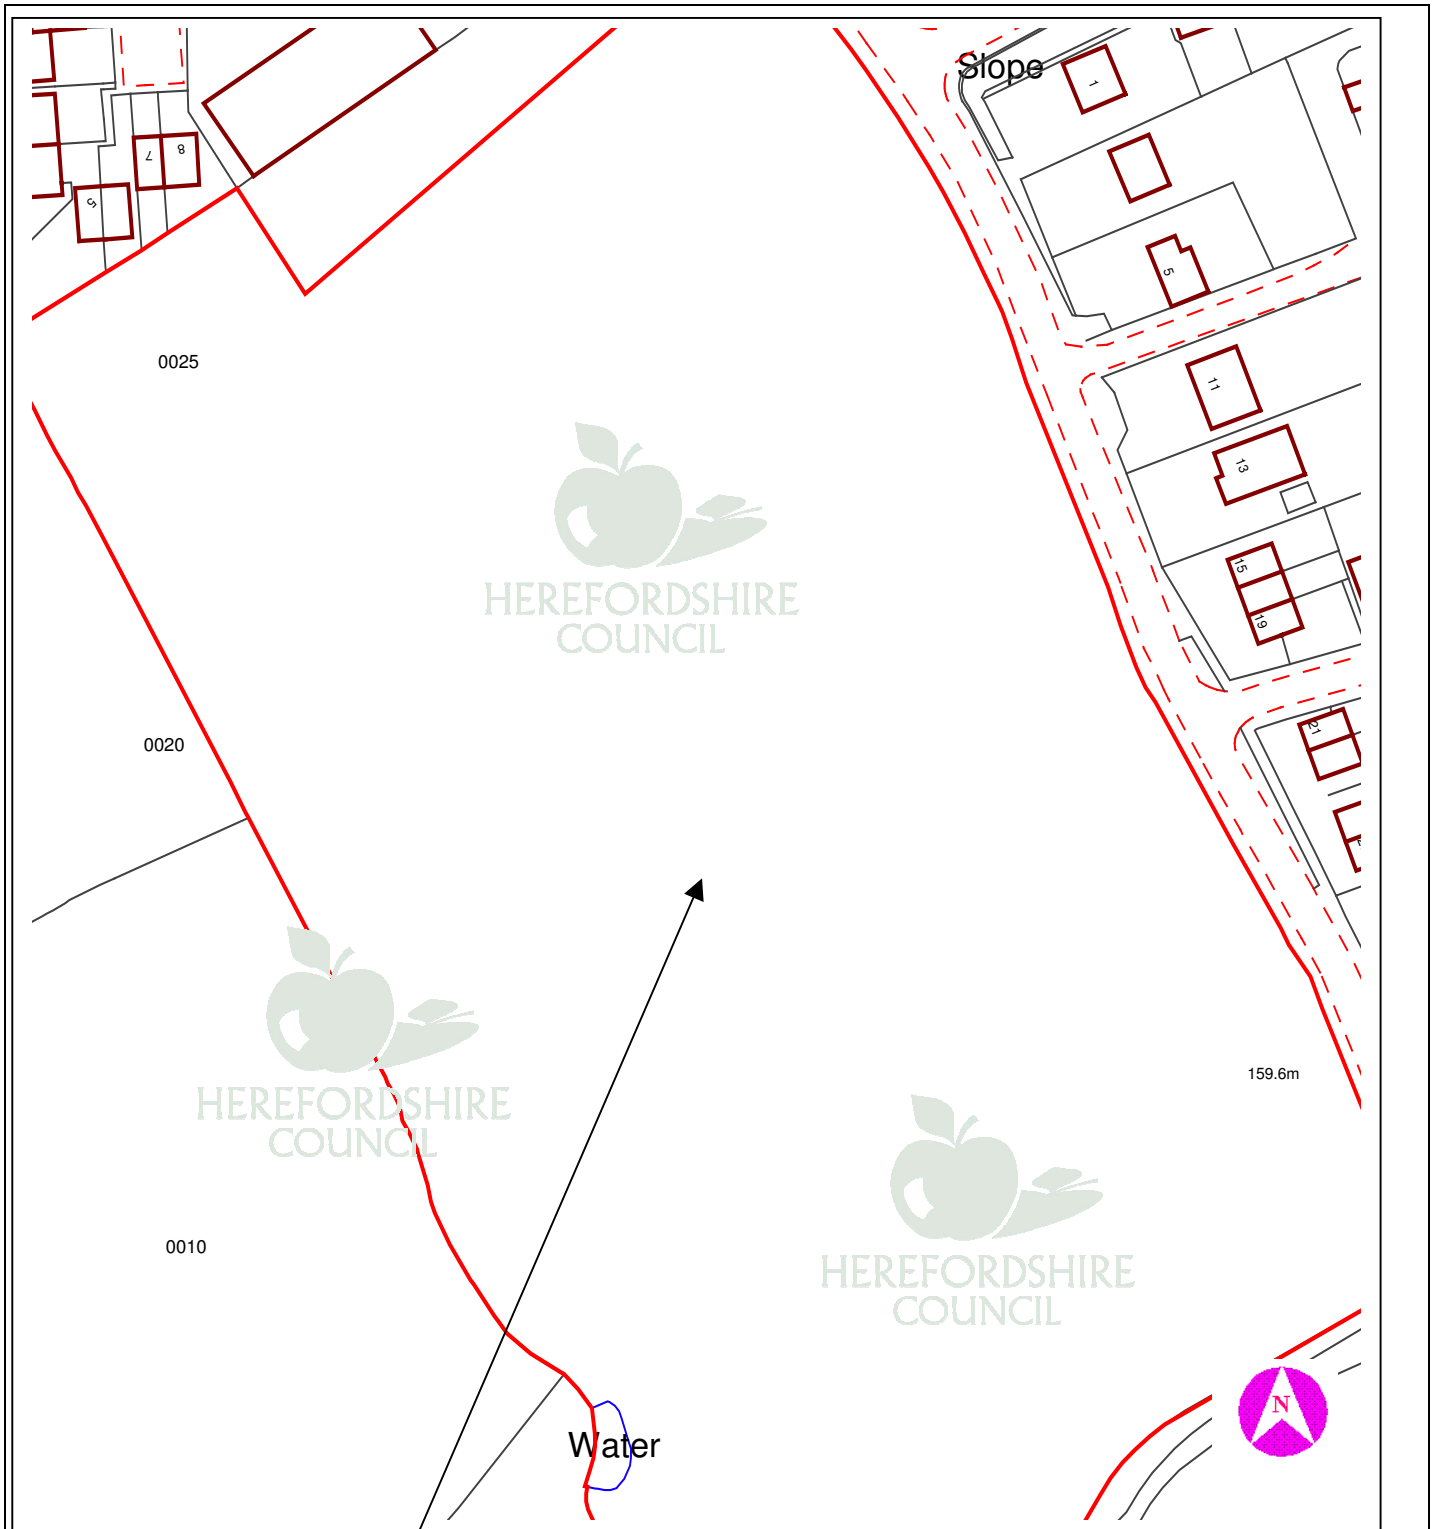 Slope
1
7
8
5
5
0025
11
13
HEREFORDSHIRE
COUNCIL
15
19
21
0020
159.6m
HEREFORDSHIRE
COUNCIL
HEREFORDSHIRE
COUNCIL
0010
N
Water